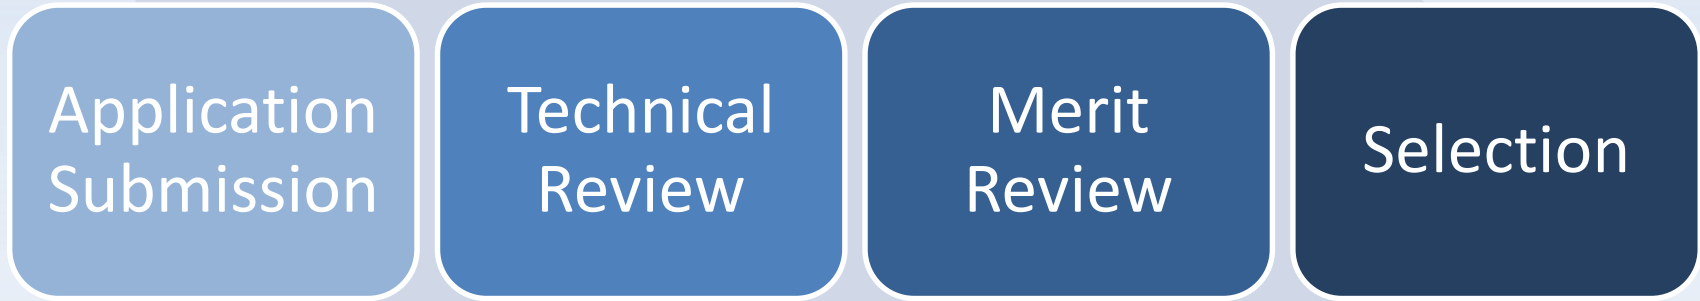 Application
Submission
Technical
Review
Merit
Review
Selection